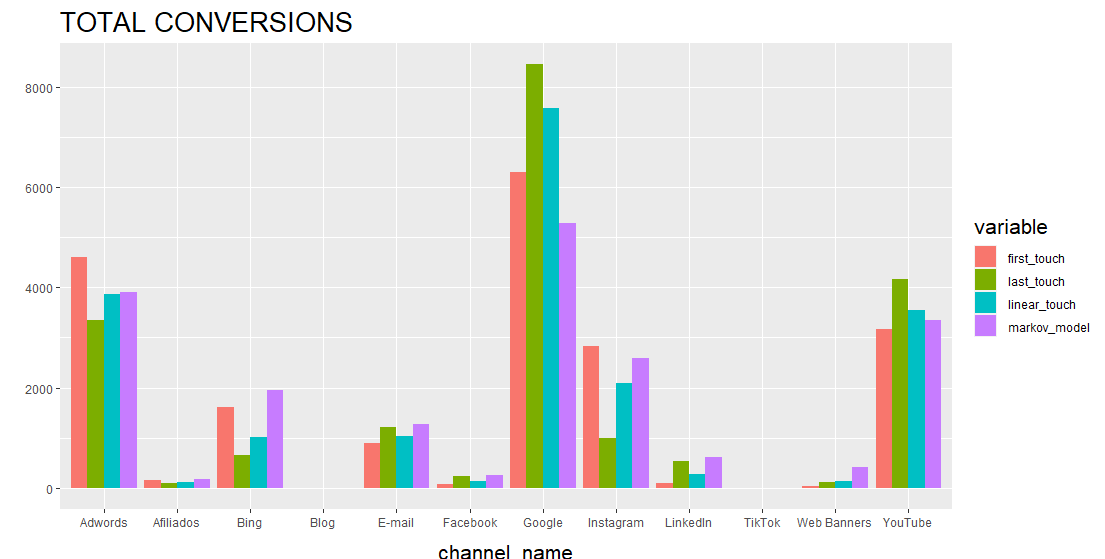 TOTAL CONVERSIONS
8000
6000
4000
2000
0
Adwords Afiliados Bing Blog E-mail Facebook Google Instagram LinkedIn TikTok Web Banners YouTube
channel_name
variable
first_touch
last_touch
linear_touch
markov_model